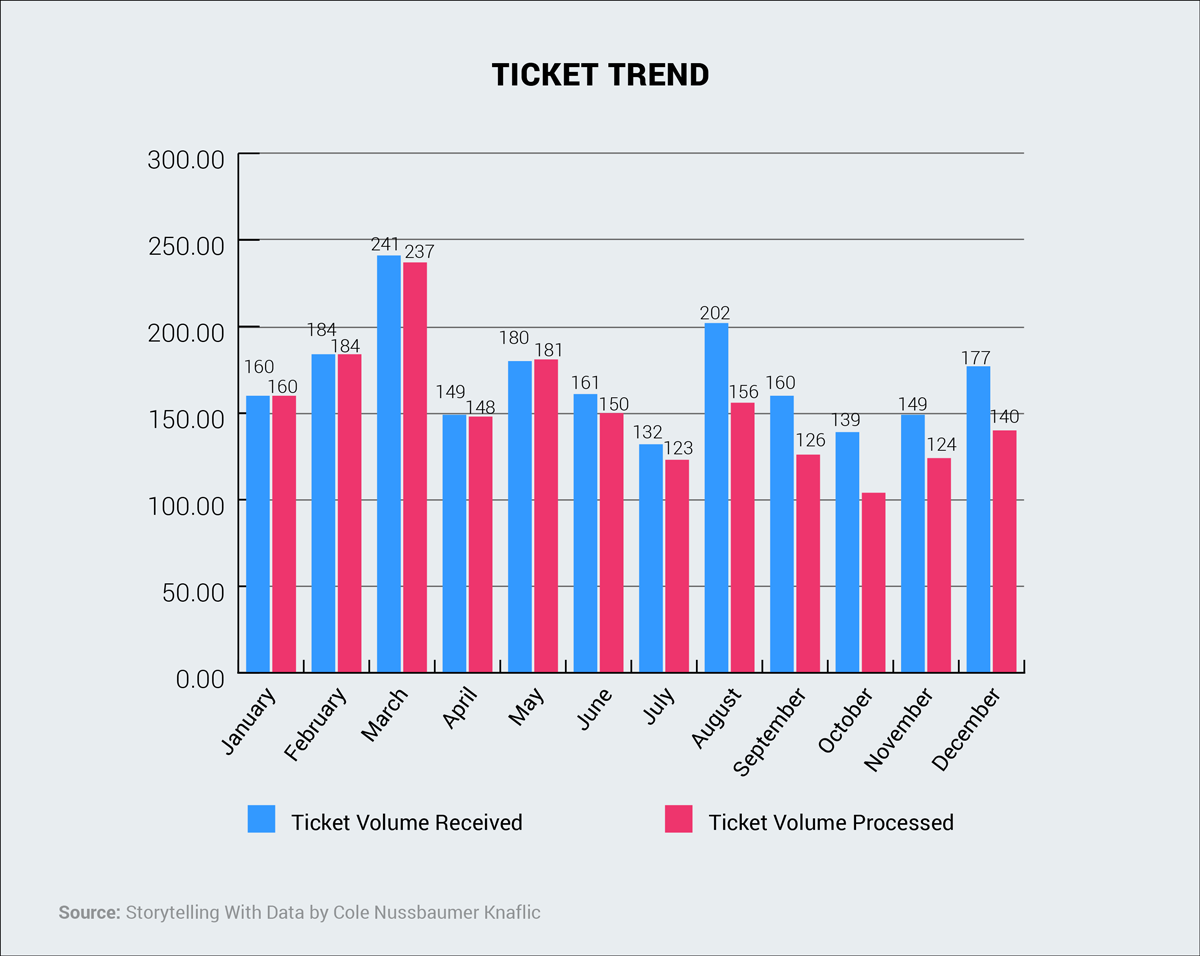 TICKET TREND
300.00
250.00
200.00
150.00
100.00
50.00
0.00
160
160
184
184
241
237
149
148
180
181
161
150
132
123
202
156
160
126
139
149
124
177
140
January
February
March
April
May
June
July
August
September
October
November
December
Ticket Volume Received
Ticket Volume Processed
Source: Storytelling With Data by Cole Nussbaumer Knaflic